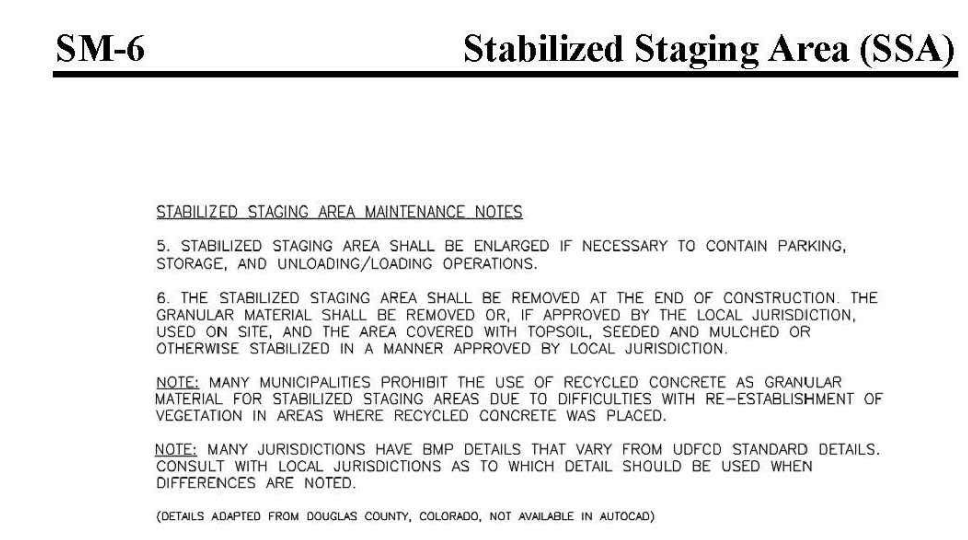 SM-6 Stabilized Staging Area (SSA)
STABILIZED STAGING AREA MAINTENANCE NOTES
5. STABILIZED STAGING AREA SHALL BE ENLARGED IF NECESSARY TO CONTAIN PARKING,
STORAGE, AND UNLOADING/LOADING OPERATIONS.
6. THE STABILIZED STAGING AREA SHALL BE REMOVED AT THE END OF CONSTRUCTION. THE
GRANULAR MATERIAL SHALL BE REMOVED OR, IF APPROVED BY THE LOCAL JURISDICTION,
USED ON SITE, AND THE AREA COVERED WITH TOPSOIL, SEEDED AND MULCHED OR
OTHERWISE STABILIZED IN A MANNER APPROVED BY LOCAL JURISDICTION.
NOTE: MANY MUNICIPALITIES PROHIBIT THE USE OF RECYCLED CONCRETE AS GRANULAR
MATERIAL FOR STABILIZED STAGING AREAS DUE TO DIFFICULTIES WITH RE-ESTABLISHMENT OF
VEGETATION IN AREAS WHERE RECYCLED CONCRETE WAS PLACED.
NOTE: MANY JURISDICTIONS HAVE BMP DETAILS THAT VARY FROM UDFCD STANDARD DETAILS.
CONSULT WITH LOCAL JURISDICTIONS AS TO WHICH DETAIL SHOULD BE USED WHEN
DIFFERENCES ARE NOTED.
(DETAILS ADAPTED FROM DOUGLAS COUNTY, COLORADO, NOT AVAILABLE IN AUTOCAD)